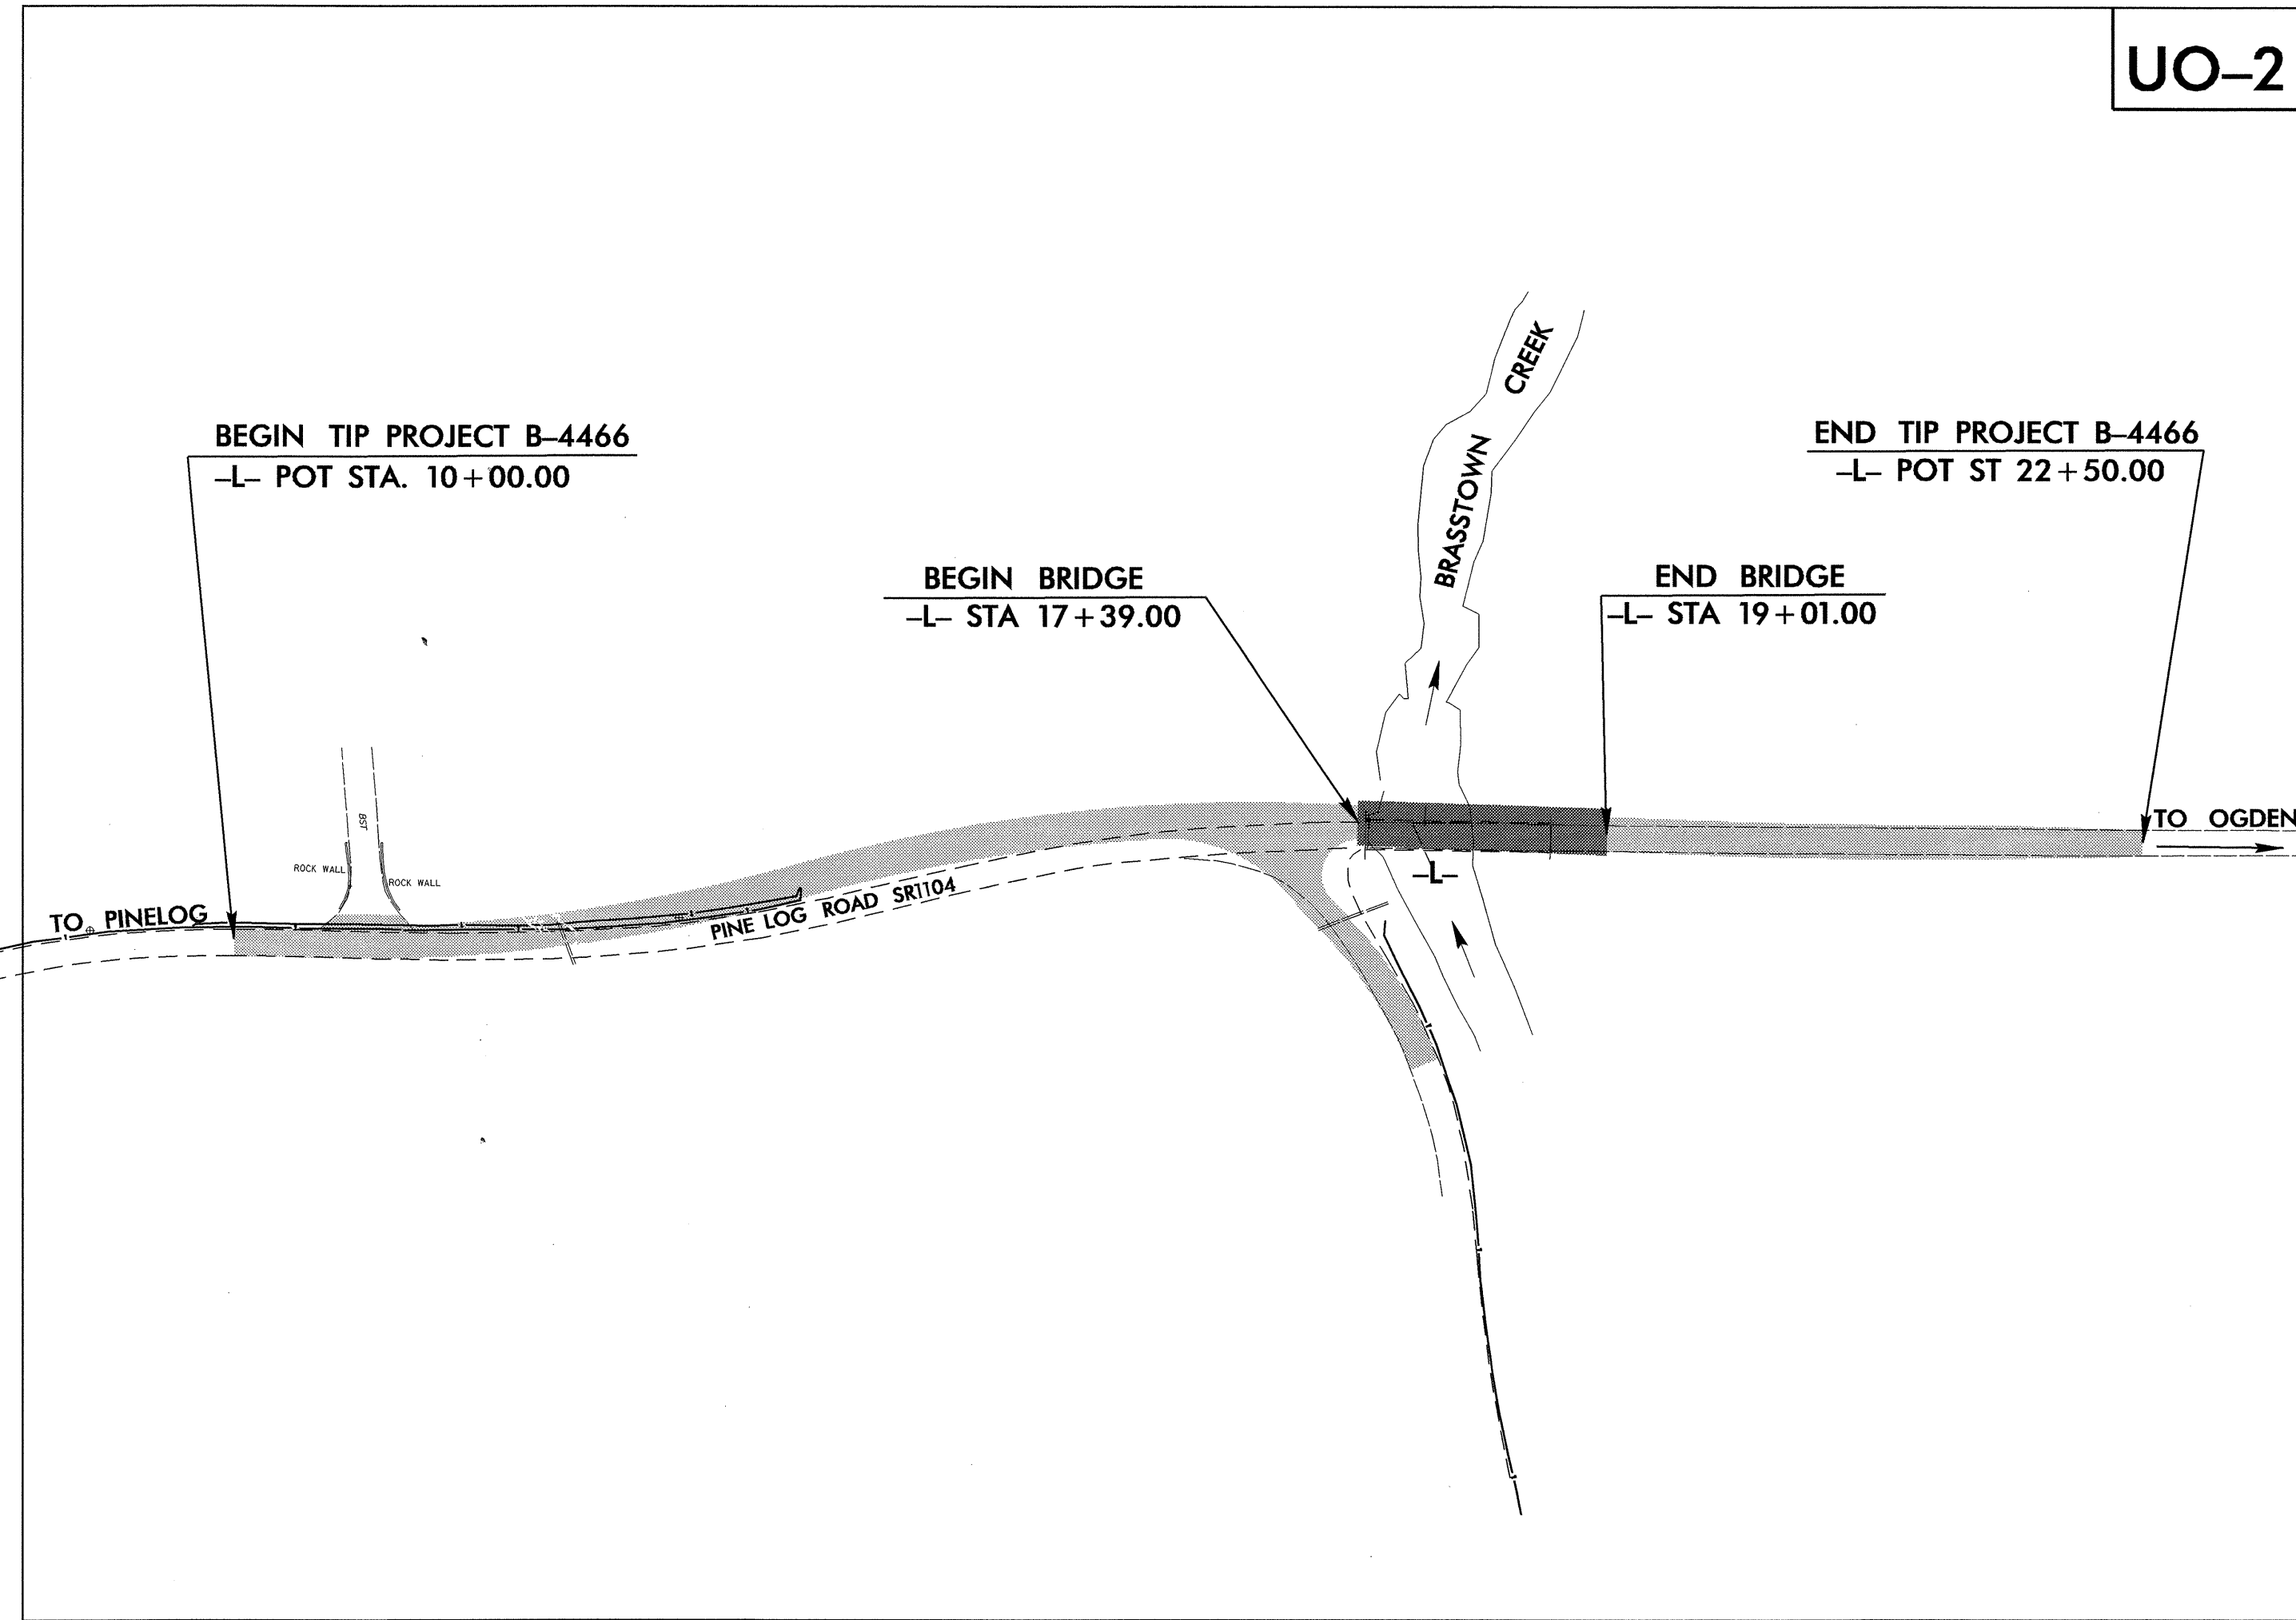 UO–2
BEGIN TIP PROJECT B–4466
–L– POT STA. 10+00.00
END TIP PROJECT B–4466
–L– POT ST 22+50.00
BEGIN BRIDGE
–L– STA 17+39.00
END BRIDGE
–L– STA 19+01.00
BRASSTOWN CREEK
BST
ROCK WALL
ROCK WALL
TO PINELOG
PINE LOG ROAD SR1104
–L–
TO OGDEN